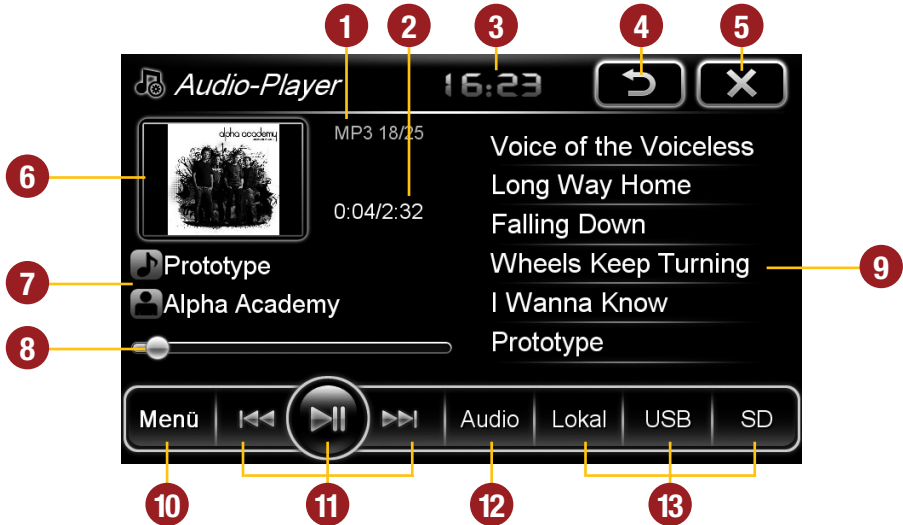 1 2 3 4 5
Audio-Player 16:23
MP3 18/25
alpha academy
0:04/2:32
6
Prototype
7
Alpha Academy
8
Voice of the Voiceless
Long Way Home
Falling Down
Wheels Keep Turning
9
I Wanna Know
Prototype
Menü Audio Lokal USB SD
10 11 12 13